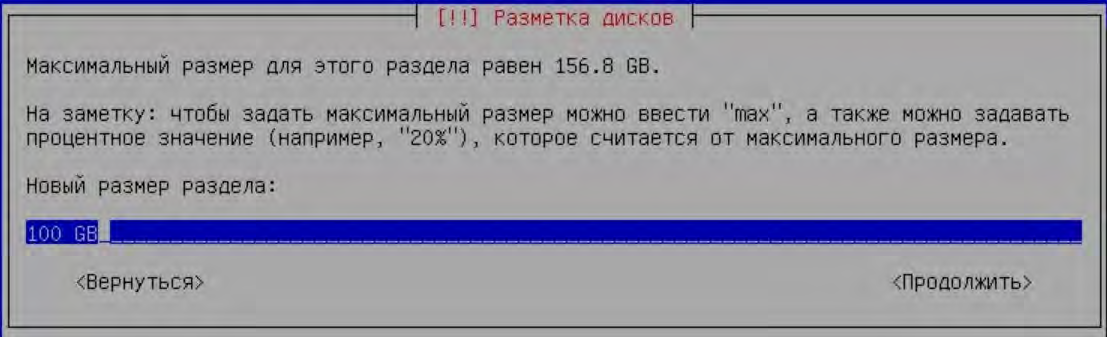 [!!] Разметка дисков
Максимальный размер для этого раздела равен 156.8 GB.
На заметку: чтобы задать максимальный размер можно ввести "max", а также можно задавать
процентное значение (например, "20%"), которое считается от максимального размера.
Новый размер раздела:
100 GB
<Вернуться> <Продолжить>